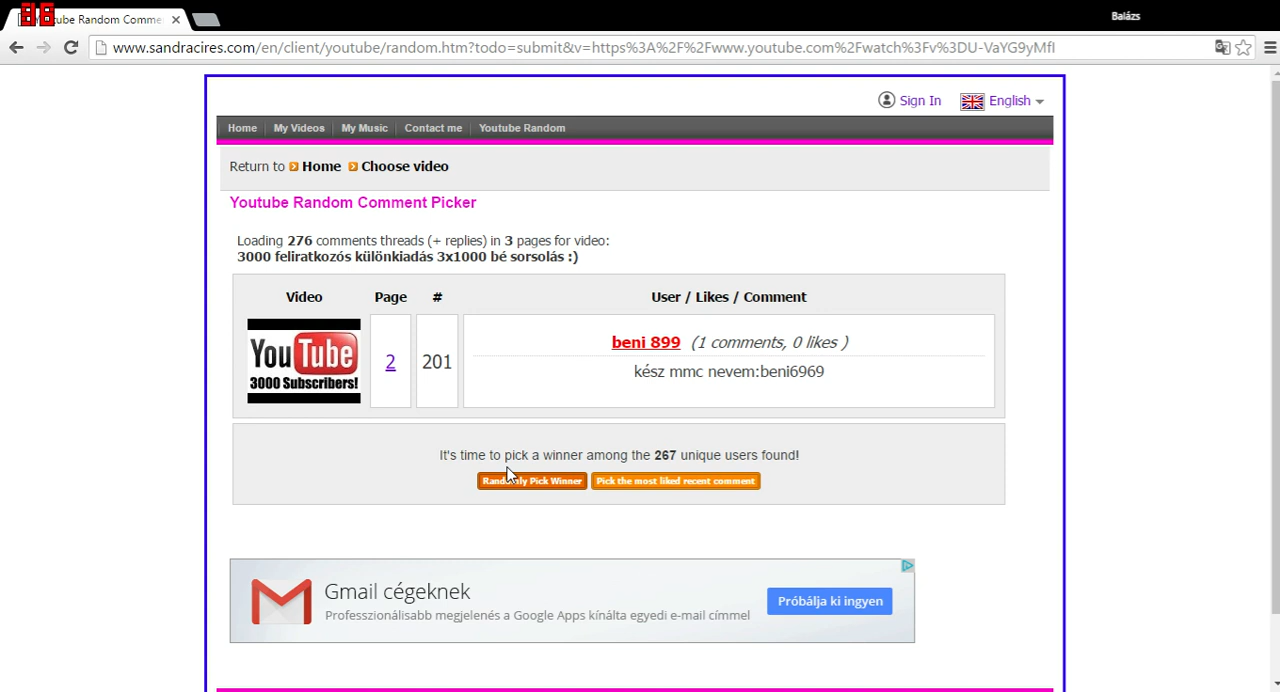 88
ube Random Comme
Balázs
www.sandracires.com/en/client/youtube/random.htm?todo=submit&v=https%3A%2F%2Fwww.youtube.com%2Fwatch%3Fv%3DU-VaYG9yMfI
Sign In English
Home My Videos My Music Contact me Youtube Random
Return to Home Choose video
Youtube Random Comment Picker
Loading 276 comments threads (+ replies) in 3 pages for video:
3000 feliratkozós különkiadás 3x1000 bé sorsolás :)
Video Page # User / Likes / Comment
YouTube
3000 Subscribers!
2
201
beni 899 (1 comments, 0 likes )
kész mmc nevem:beni6969
It's time to pick a winner among the 267 unique users found!
Randomly Pick Winner Pick the most liked recent comment
Gmail cégeknek
Professzionálisabb megjelenés a Google Apps kínálta egyedi e-mail címmel
Próbálja ki ingyen